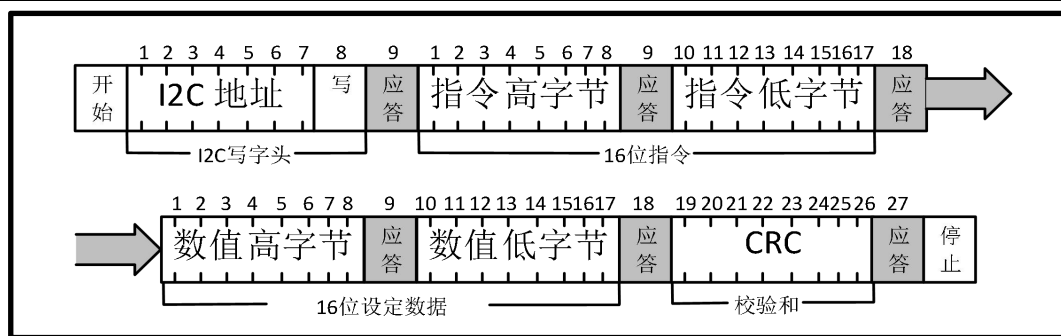 1 2 3 4 5 6 7 8 9 1 2 3 4 5 6 7 8 9 10 11 12 13 14 15 16 17 18
开始 I2C 地址 写 应答 指令高字节 应答 指令低字节 应答
I2C写字头 16位指令
1 2 3 4 5 6 7 8 9 10 11 12 13 14 15 16 17 18 19 20 21 22 23 24 25 26 27
数值高字节 应答 数值低字节 应答 CRC 应答 停止
16位设定数据 校验和